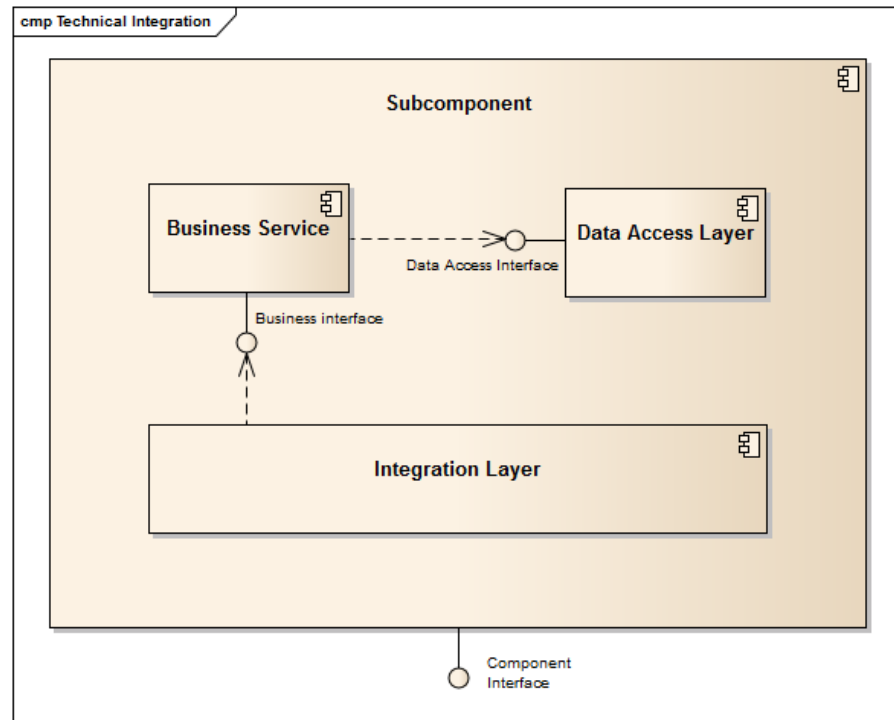 cmp Technical Integration
Subcomponent
Business Service
Data Access Layer
Data Access Interface
Business interface
Integration Layer
Component
Interface